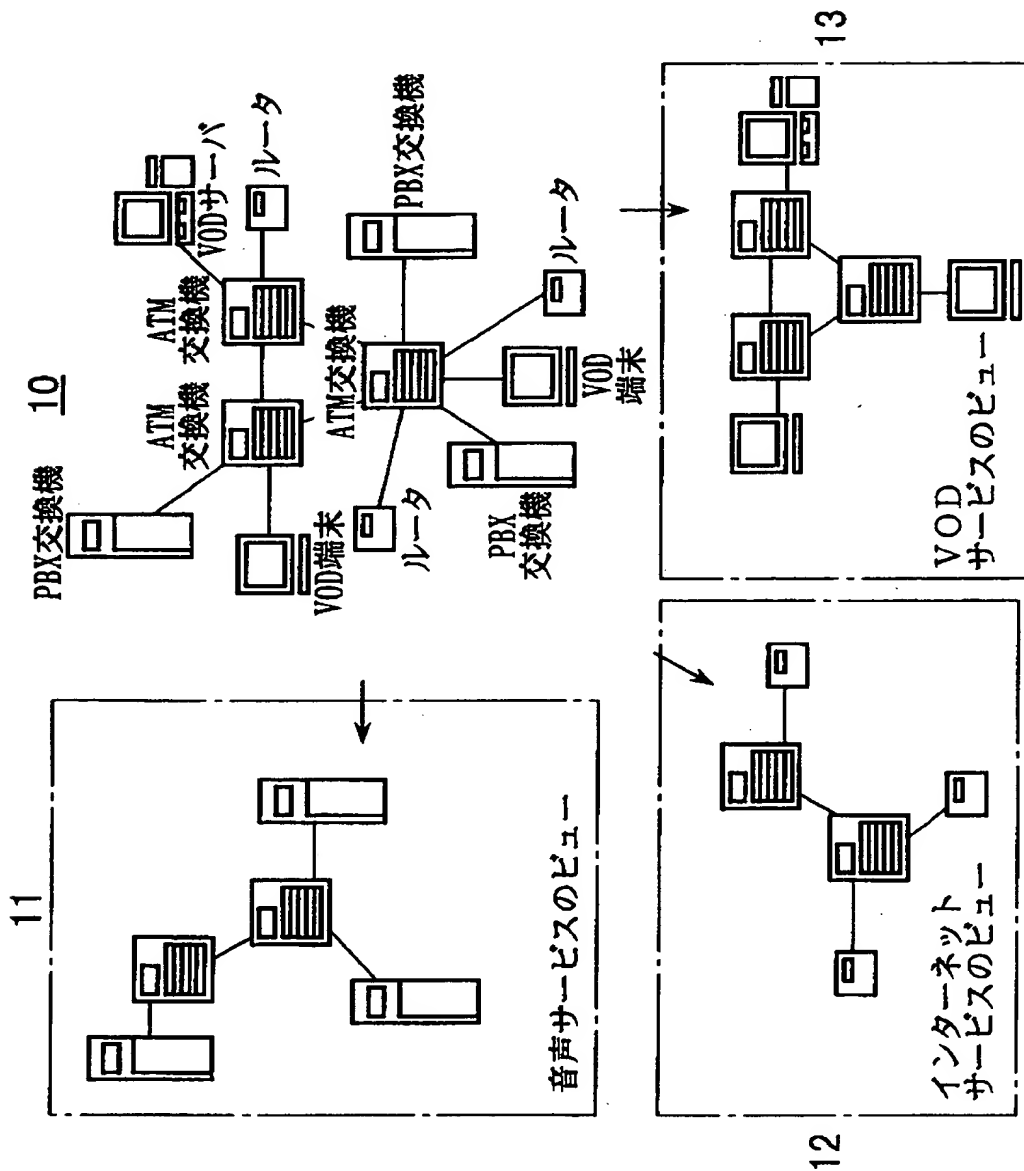 10
PBX交換機
ATM
交換機
ATM
交換機
VODサーバ
ルータ
VOD端末
ATM交換機
PBX交換機
ルータ
PBX
交換機
VOD
端末
ルータ
11
音声サービスのビュー
12
インターネット
サービスのビュー
13
VOD
サービスのビュー